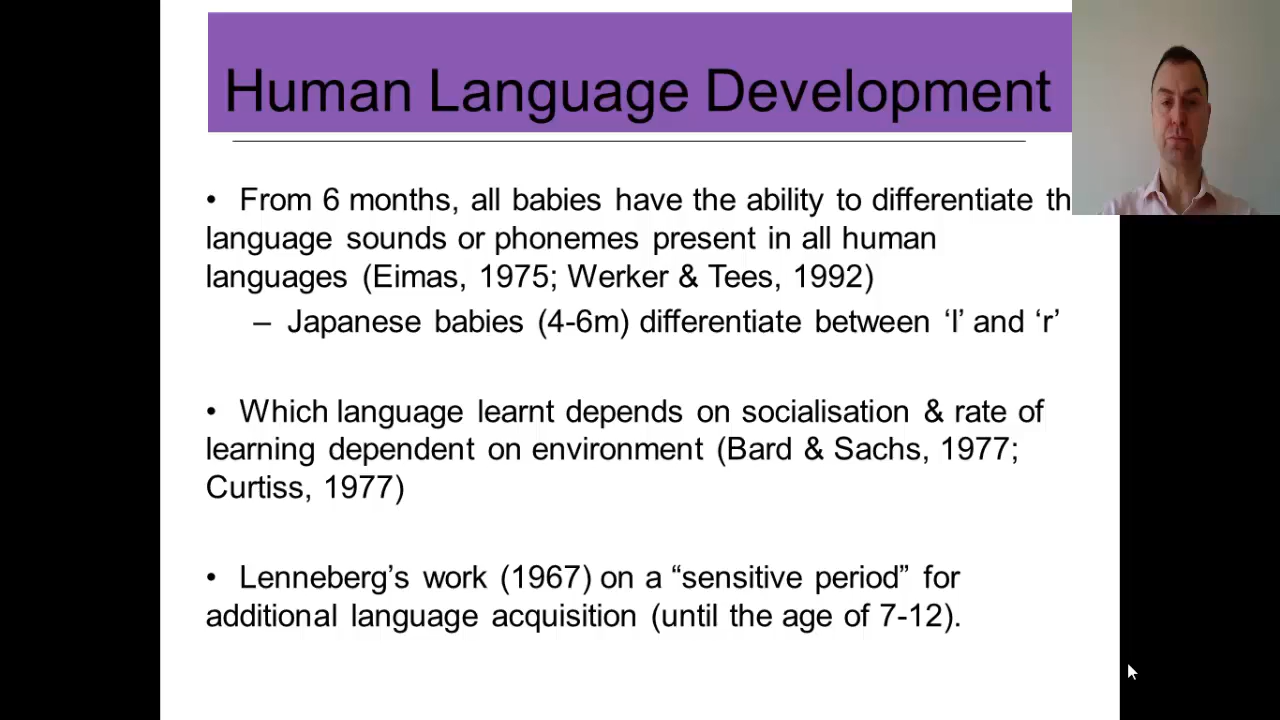 Human Language Development
• From 6 months, all babies have the ability to differentiate th
language sounds or phonemes present in all human
languages (Eimas, 1975; Werker & Tees, 1992)
– Japanese babies (4-6m) differentiate between ‘l’ and ‘r’
• Which language learnt depends on socialisation & rate of
learning dependent on environment (Bard & Sachs, 1977;
Curtiss, 1977)
• Lenneberg’s work (1967) on a “sensitive period” for
additional language acquisition (until the age of 7-12).